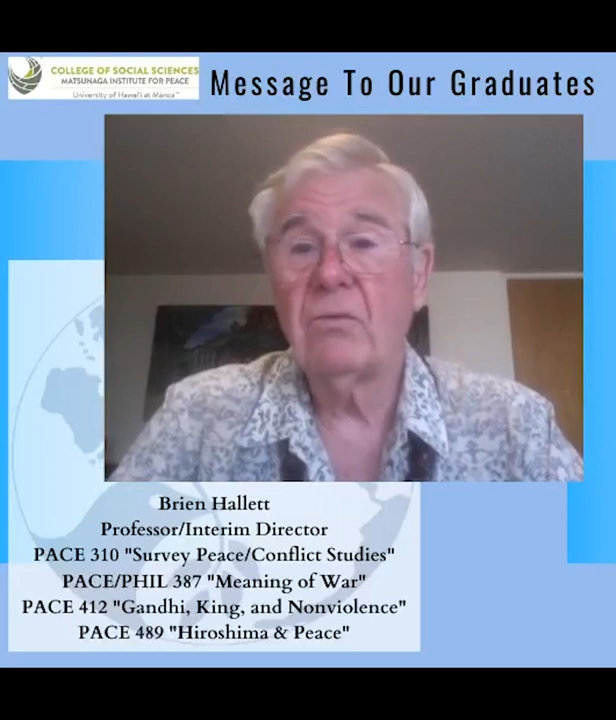 COLLEGE OF SOCIAL SCIENCES
MATSUNAGA INSTITUTE FOR PEACE
University of Hawai'i at Mānoa™
Message To Our Graduates
Brien Hallett
Professor/Interim Director
PACE 310 "Survey Peace/Conflict Studies"
PACE/PHIL 387 "Meaning of War"
PACE 412 "Gandhi, King, and Nonviolence"
PACE 489 "Hiroshima & Peace"